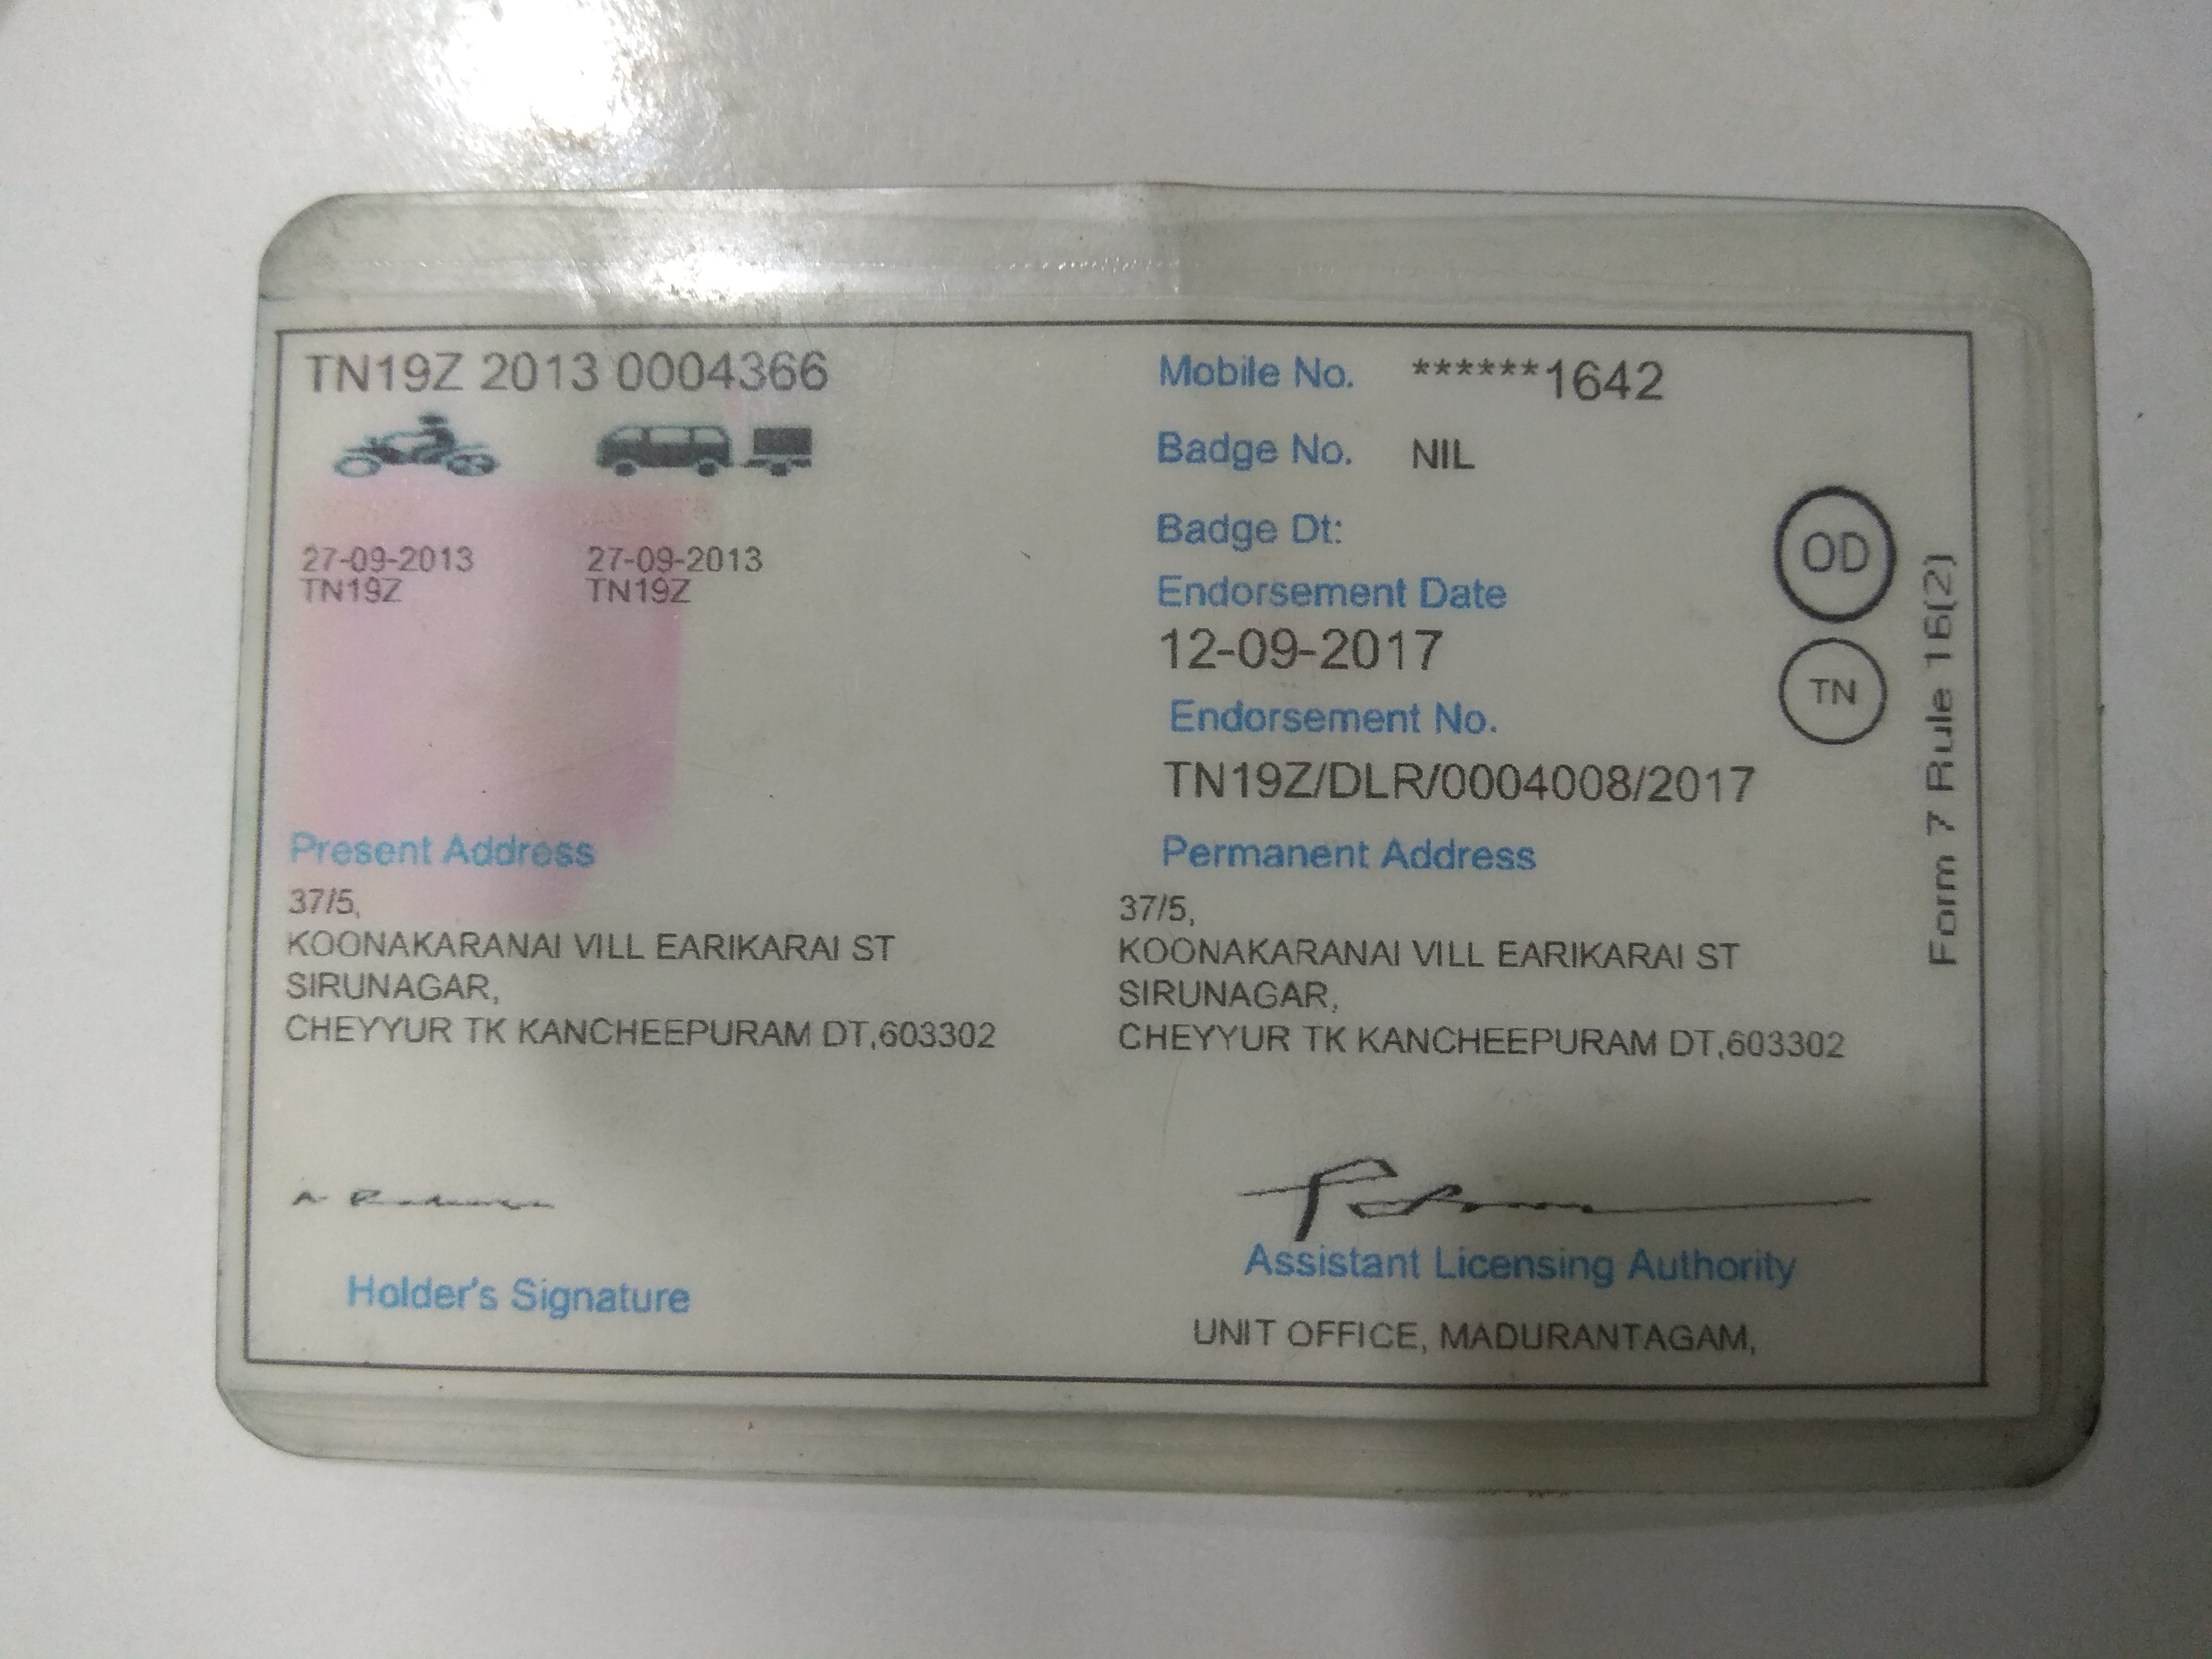 TN19Z 2013 0004366
27-09-2013 27-09-2013
TN19Z TN19Z
Mobile No. ******1642
Badge No. NIL
Badge Dt:
Endorsement Date
12-09-2017
Endorsement No.
TN19Z/DLR/0004008/2017
OD
TN
Form 7 Rule 16(2)
Present Address
37/5,
KOONAKARANAI VILL EARIKARAI ST
SIRUNAGAR,
CHEYYUR TK KANCHEEPURAM DT,603302
Permanent Address
37/5,
KOONAKARANAI VILL EARIKARAI ST
SIRUNAGAR,
CHEYYUR TK KANCHEEPURAM DT,603302
Holder's Signature
Assistant Licensing Authority
UNIT OFFICE, MADURANTAGAM,